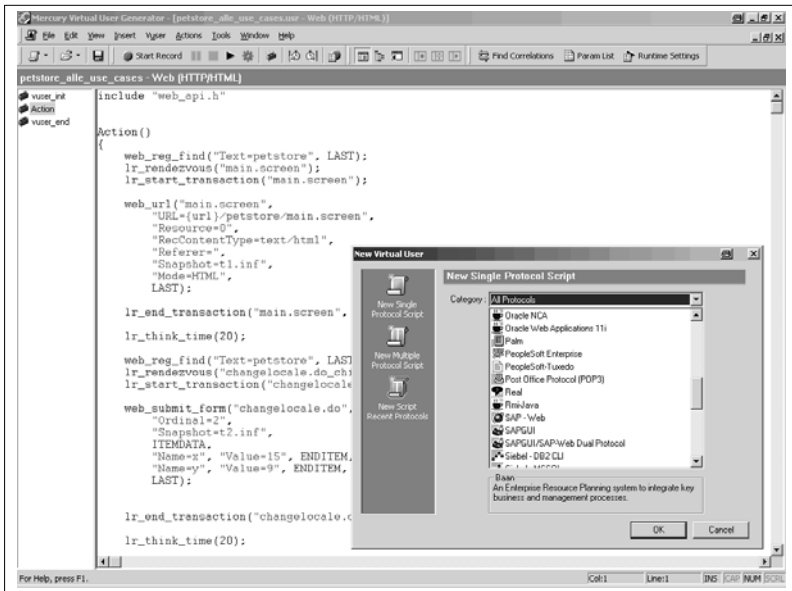 Mercury Virtual User Generator - [petstore_alle_use_cases.usr - Web (HTTP/HTML)]
File Edit View Insert Vuser Actions Tools Window Help
Start Record Find Correlations Param List Runtime Settings
petstore_alle_use_cases - Web (HTTP/HTML)
vuser_init
Action
vuser_end
include "web_api.h"
Action()
{
web_reg_find("Text=petstore", LAST);
lr_rendezvous("main.screen");
lr_start_transaction("main.screen");
web_url("main.screen",
"URL={url}/petstore/main.screen",
"Resource=0",
"RecContentType=text/html",
"Referer=",
"Snapshot=t1.inf",
"Mode=HTML",
LAST);
lr_end_transaction("main.screen",
lr_think_time(20);
web_reg_find("Text=petstore", LAST
lr_rendezvous("changelocale.do_chi
lr_start_transaction("changelocale
web_submit_form("changelocale.do",
"Ordinal=2",
"Snapshot=t2.inf",
ITEMDATA,
"Name=x", "Value=15", ENDITEM,
"Name=y", "Value=9", ENDITEM,
LAST);
lr_end_transaction("changelocale.d
lr_think_time(20);
New Virtual User
New Single
Protocol Script
New Multiple
Protocol Script
New Script
Recent Protocols
New Single Protocol Script
Category: All Protocols
Oracle NCA
Oracle Web Applications 11i
Palm
PeopleSoft Enterprise
PeopleSoft-Tuxedo
Post Office Protocol (POP3)
Real
Rmi-Java
SAP - Web
SAPGUI
SAPGUI/SAP-Web Dual Protocol
Siebel - DB2 CLI
Baan
An Enterprise Resource Planning system to integrate key
business and management processes.
OK Cancel
For Help, press F1. Col:1 Line:1 INS CAP NUM SCRL